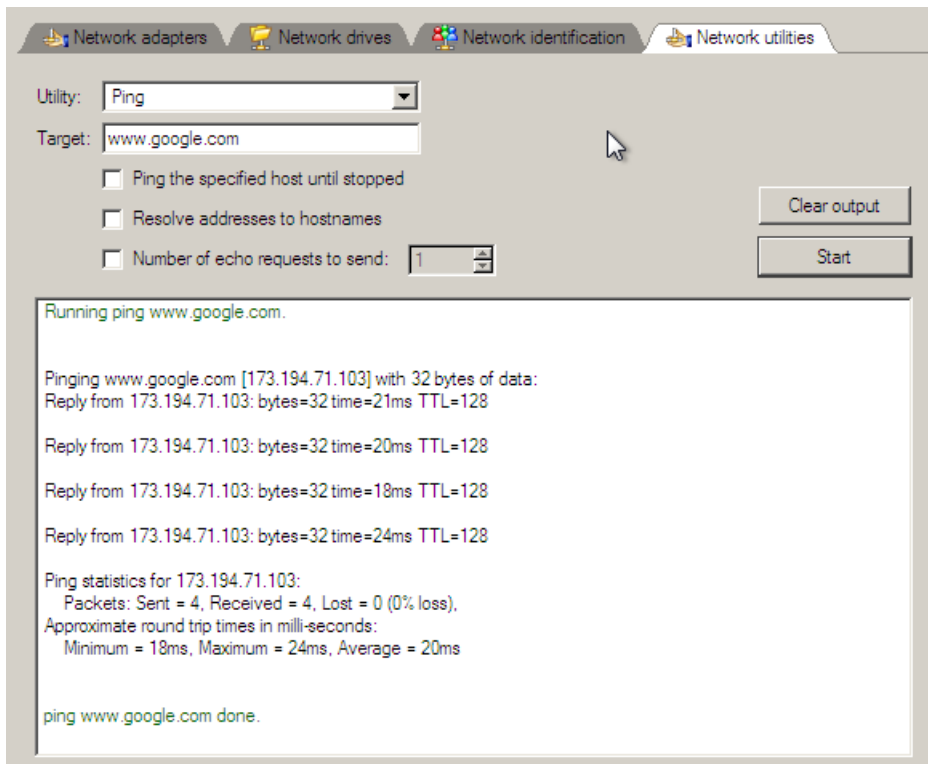 Network adapters Network drives Network identification Network utilities
Utility: Ping
Target: www.google.com
Ping the specified host until stopped
Resolve addresses to hostnames
Clear output
Number of echo requests to send: 1
Start
Running ping www.google.com.
Pinging www.google.com [173.194.71.103] with 32 bytes of data:
Reply from 173.194.71.103: bytes=32 time=21ms TTL=128
Reply from 173.194.71.103: bytes=32 time=20ms TTL=128
Reply from 173.194.71.103: bytes=32 time=18ms TTL=128
Reply from 173.194.71.103: bytes=32 time=24ms TTL=128
Ping statistics for 173.194.71.103:
Packets: Sent = 4, Received = 4, Lost = 0 (0% loss),
Approximate round trip times in milli-seconds:
Minimum = 18ms, Maximum = 24ms, Average = 20ms
ping www.google.com done.